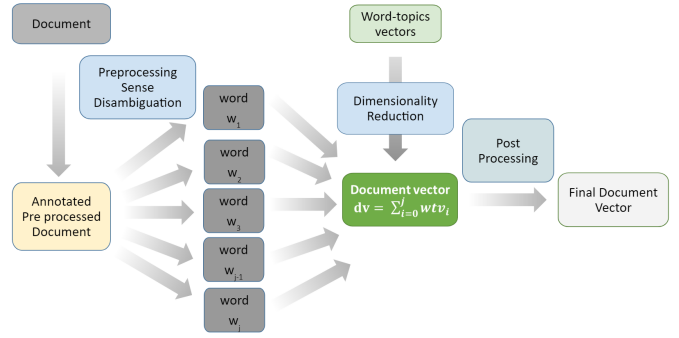 Document
Word-topics
vectors
Preprocessing
Sense
Disambiguation
word
w1
Dimensionality
Reduction
Post
Processing
word
w2
Annotated
Pre processed
Document
word
w3
Document vector
dv = ∑_{i=0}^{j} wtv_i
Final Document
Vector
word
wj-1
word
wj